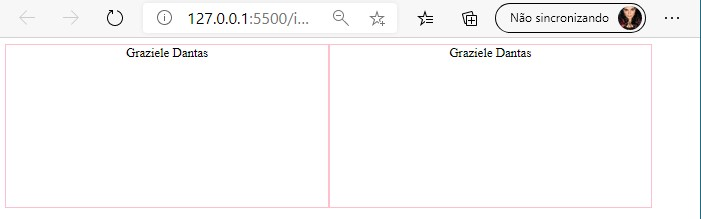 127.0.0.1:5500/i...
Não sincronizando
Graziele Dantas
Graziele Dantas